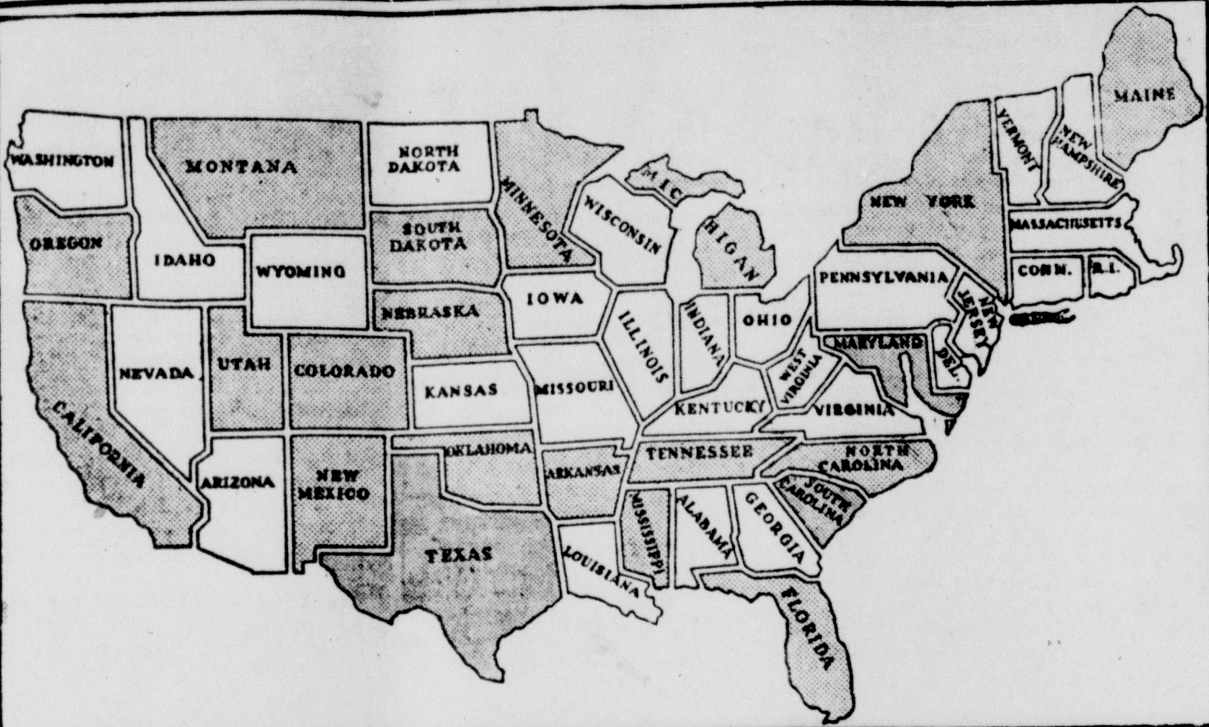 MAINE
VERMONT
NEW
HAMPSHIRE
WASHINGTON
MONTANA
NORTH
DAKOTA
MINNESOTA
MICHIGAN
WISCONSIN
NEW YORK
MASSACHUSETTS
OREGON
IDAHO
WYOMING
SOUTH
DAKOTA
CONN.
R.I.
PENNSYLVANIA
NEW
JERSEY
NEBRASKA
IOWA
ILLINOIS
INDIANA
OHIO
MARYLAND
DEL.
NEVADA
UTAH
COLORADO
KANSAS
MISSOURI
WEST
VIRGINIA
KENTUCKY
VIRGINIA
CALIFORNIA
ARIZONA
NEW
MEXICO
OKLAHOMA
ARKANSAS
TENNESSEE
NORTH
CAROLINA
SOUTH
CAROLINA
TEXAS
LOUISIANA
MISSISSIPPI
ALABAMA
GEORGIA
FLORIDA